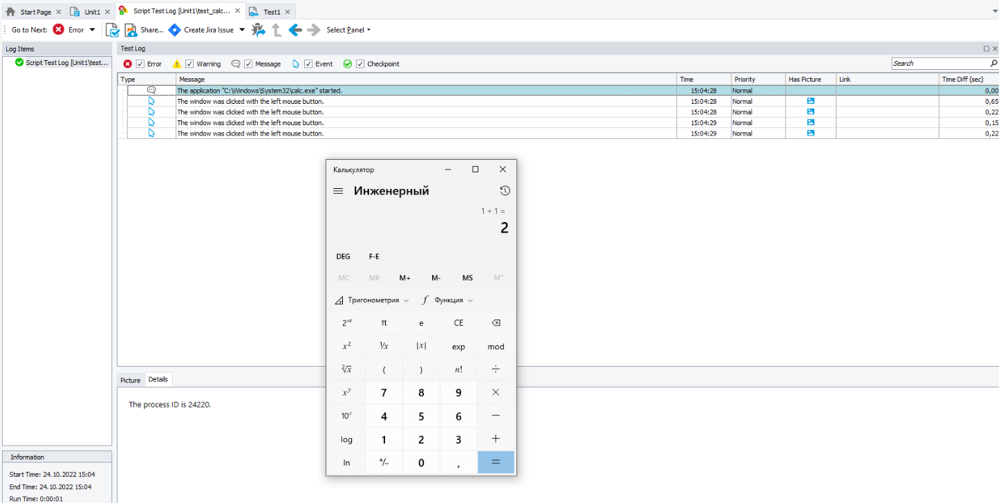 Start Page
Unit1
Script Test Log [Unit1\test_calc...
Test1
Go to Next: Error
Share...
Create Jira Issue
Select Panel
Log Items
Test Log
Script Test Log [Unit1\test...
Error Warning Message Event Checkpoint
Search
Type Message Time Priority Has Picture Link Time Diff (sec)
The application "C:\Windows\System32\calc.exe" started. 15:04:28 Normal 0,00
The window was clicked with the left mouse button. 15:04:28 Normal 0,65
The window was clicked with the left mouse button. 15:04:28 Normal 0,22
The window was clicked with the left mouse button. 15:04:29 Normal 0,15
The window was clicked with the left mouse button. 15:04:29 Normal 0,22
Калькулятор
Инженерный
1 + 1 =
2
DEG F-E
MC MR M+ M- MS M˅
Тригонометрия f Функция
2ⁿᵈ π e CE
x² ¹/x |x| exp mod
²√x ( ) n! ÷
xʸ 7 8 9 ×
10ˣ 4 5 6 −
log 1 2 3 +
ln +/− 0 , =
Picture Details
The process ID is 24220.
Information
Start Time: 24.10.2022 15:04
End Time: 24.10.2022 15:04
Run Time: 0:00:01